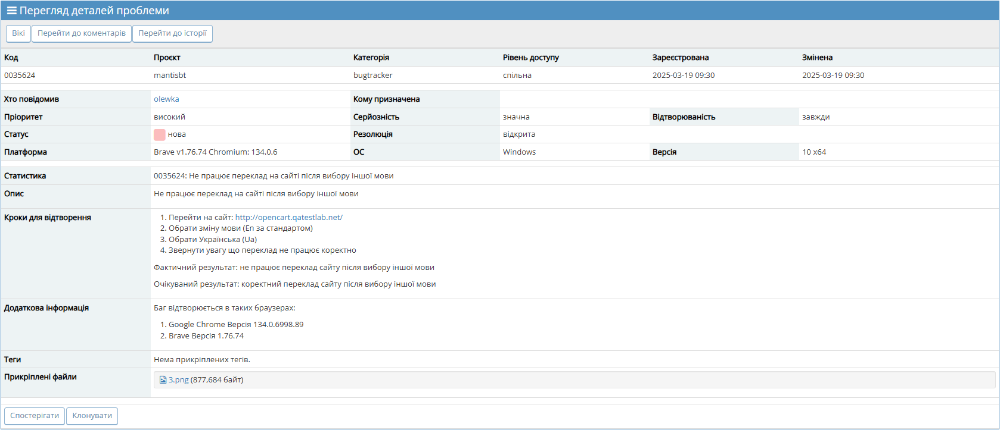 Перегляд деталей проблеми
Вікі Перейти до коментарів Перейти до історії
Код Проєкт Категорія Рівень доступу Зареєстрована Змінена
0035624 mantisbt bugtracker спільна 2025-03-19 09:30 2025-03-19 09:30
Хто повідомив olewka Кому призначена
Пріоритет високий Серйозність значна Відтворюваність завжди
Статус нова Резолюція відкрита
Платформа Brave v1.76.74 Chromium: 134.0.6 ОС Windows Версія 10 x64
Статистика 0035624: Не працює переклад на сайті після вибору іншої мови
Опис Не працює переклад на сайті після вибору іншої мови
Кроки для відтворення 1. Перейти на сайт: http://opencart.qatestlab.net/
2. Обрати зміну мови (En за стандартом)
3. Обрати Українська (Ua)
4. Звернути увагу що переклад не працює коректно
Фактичний результат: не працює переклад сайту після вибору іншої мови
Очікуваний результат: коректний переклад сайту після вибору іншої мови
Додаткова інформація Баг відтворюється в таких браузерах:
1. Google Chrome Версія 134.0.6998.89
2. Brave Версія 1.76.74
Теги Нема прикріплених тегів.
Прикріплені файли 3.png (877,684 байт)
Спостерігати Клонувати